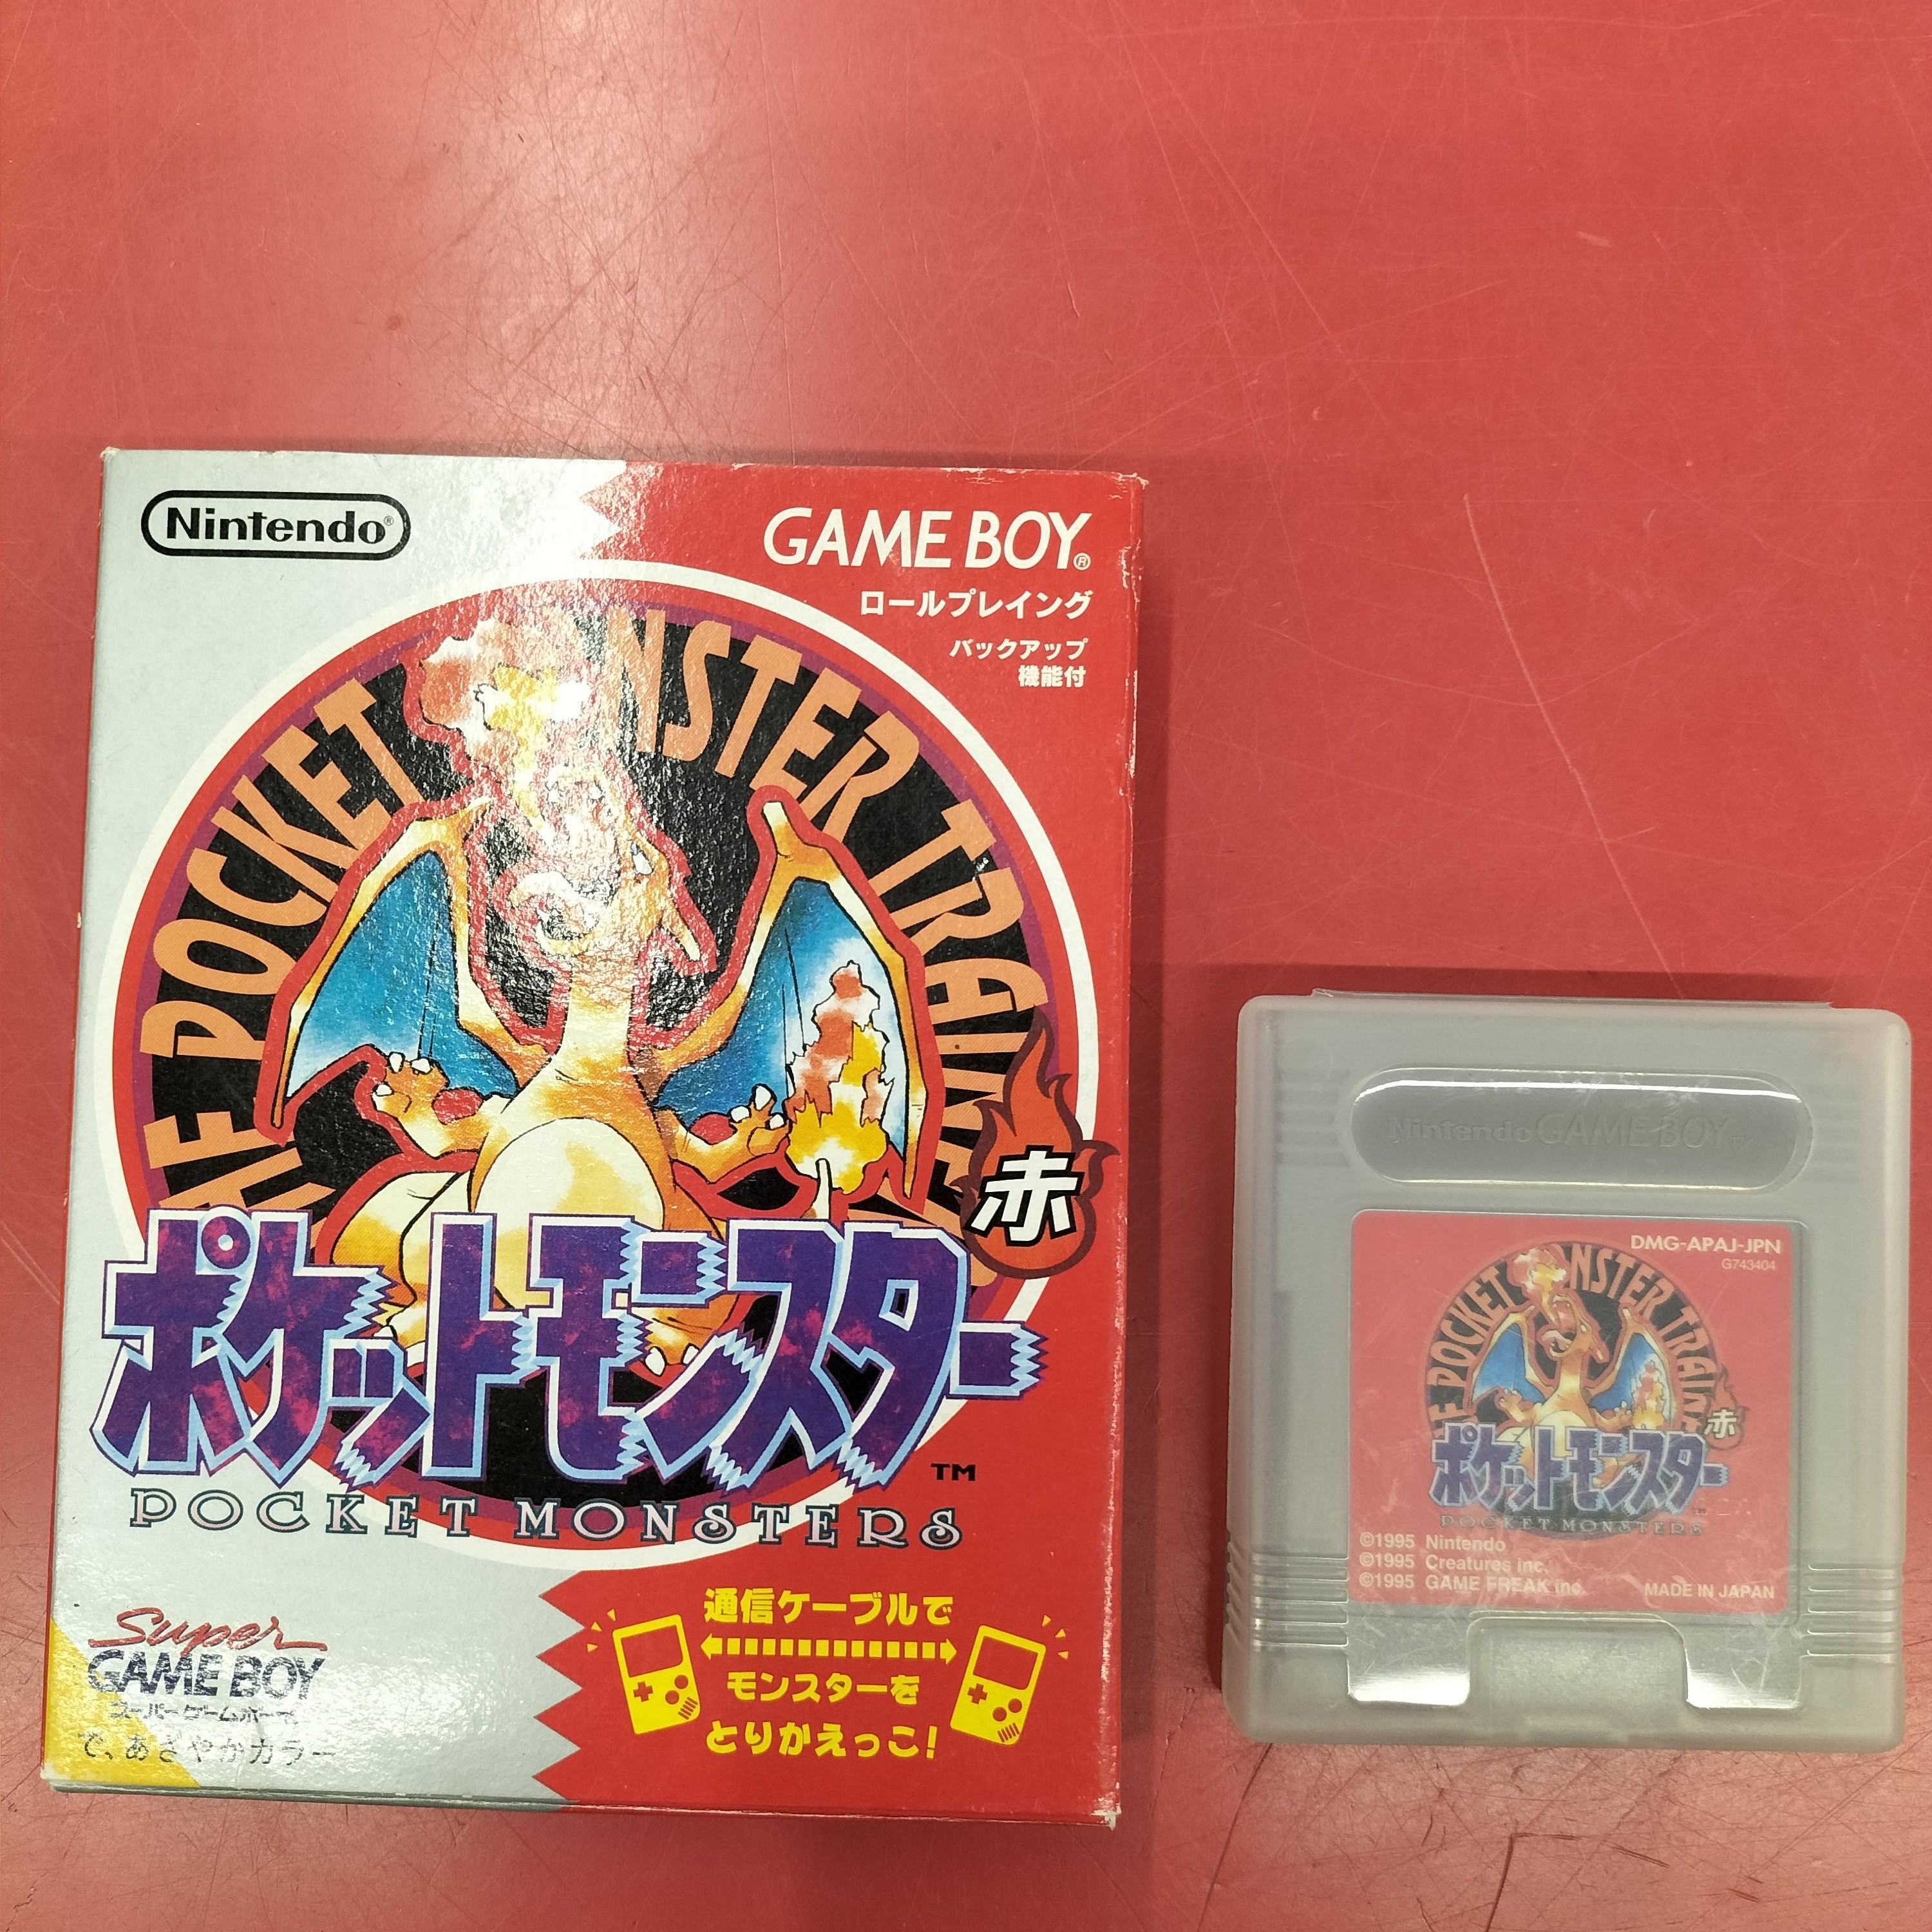 Nintendo®
GAME BOY®
ロールプレイング
バックアップ
機能付
POCKET MONSTER TRAINER
赤
ポケットモンスター
TM
POCKET MONSTERS
Super
GAME BOY
スーパーゲームボーイ
で、あざやかカラー
通信ケーブルで
モンスターを
とりかえっこ!
Nintendo GAME BOY
DMG-APAJ-JPN
G743404
POCKET MONSTER TRAINER
赤
ポケットモンスター
TM
POCKET MONSTERS
©1995 Nintendo
©1995 Creatures inc.
©1995 GAME FREAK inc.
MADE IN JAPAN